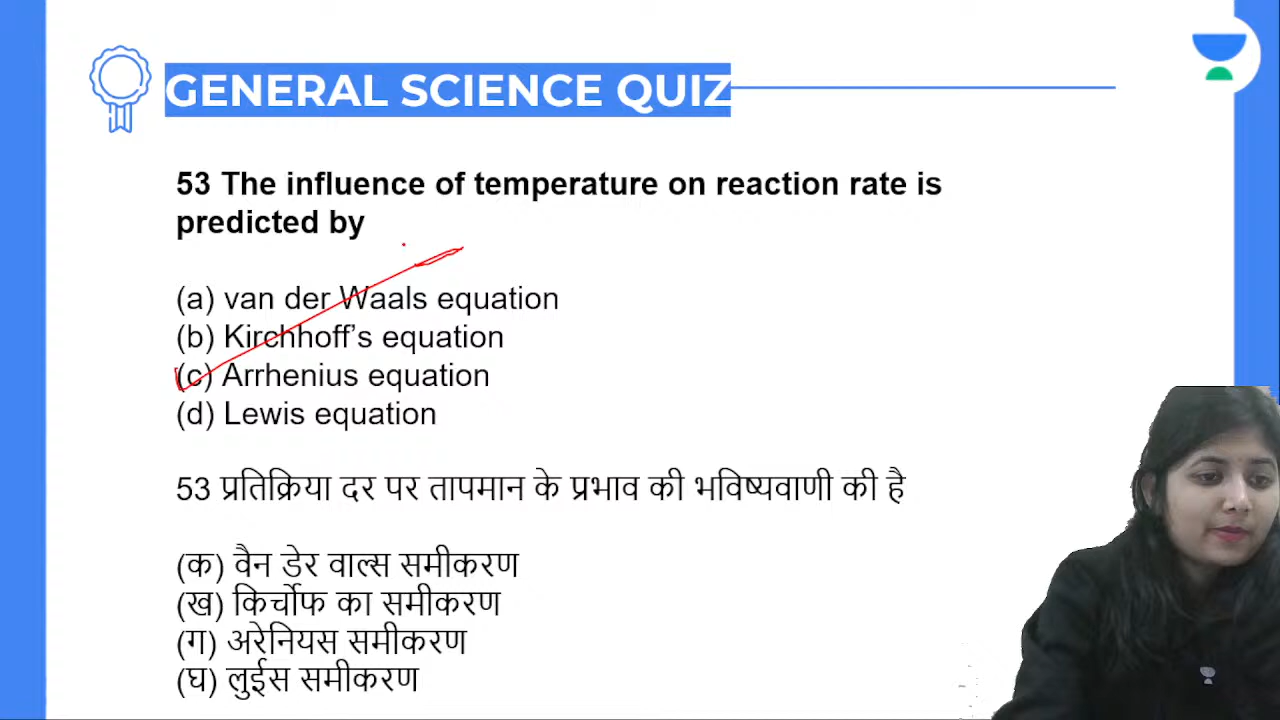 GENERAL SCIENCE QUIZ
53 The influence of temperature on reaction rate is
predicted by
(a) van der Waals equation
(b) Kirchhoff’s equation
(c) Arrhenius equation
(d) Lewis equation
53 प्रतिक्रिया दर पर तापमान के प्रभाव की भविष्यवाणी की है
(क) वैन डेर वाल्स समीकरण
(ख) किर्चोफ का समीकरण
(ग) अरेनियस समीकरण
(घ) लुईस समीकरण